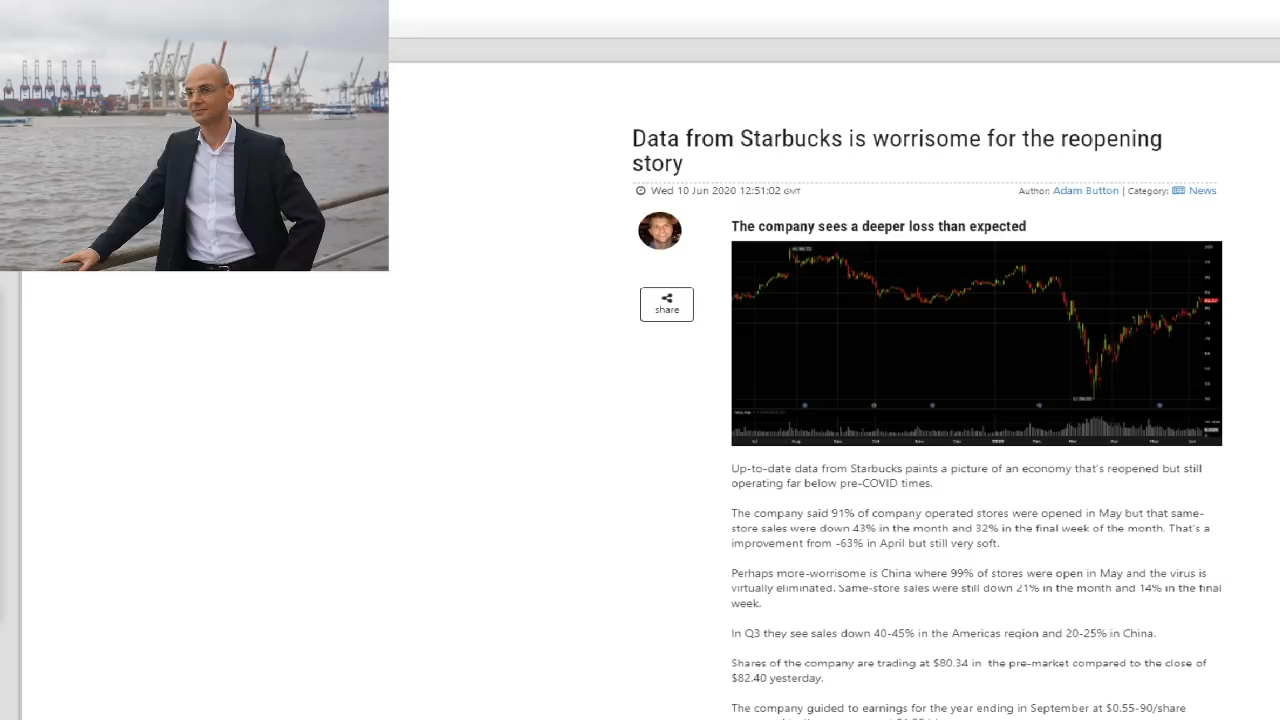 Data from Starbucks is worrisome for the reopening
story
Wed 10 Jun 2020 12:51:02 GMT
Author: Adam Button | Category: News
The company sees a deeper loss than expected
share
Up-to-date data from Starbucks paints a picture of an economy that's reopened but still
operating far below pre-COVID times.
The company said 91% of company operated stores were opened in May but that same-
store sales were down 43% in the month and 32% in the final week of the month. That's a
improvement from -63% in April but still very soft.
Perhaps more-worrisome is China where 99% of stores were open in May and the virus is
virtually eliminated. Same-store sales were still down 21% in the month and 14% in the final
week.
In Q3 they see sales down 40-45% in the Americas region and 20-25% in China.
Shares of the company are trading at $80.34 in the pre-market compared to the close of
$82.40 yesterday.
The company guided to earnings for the year ending in September at $0.55-90/share